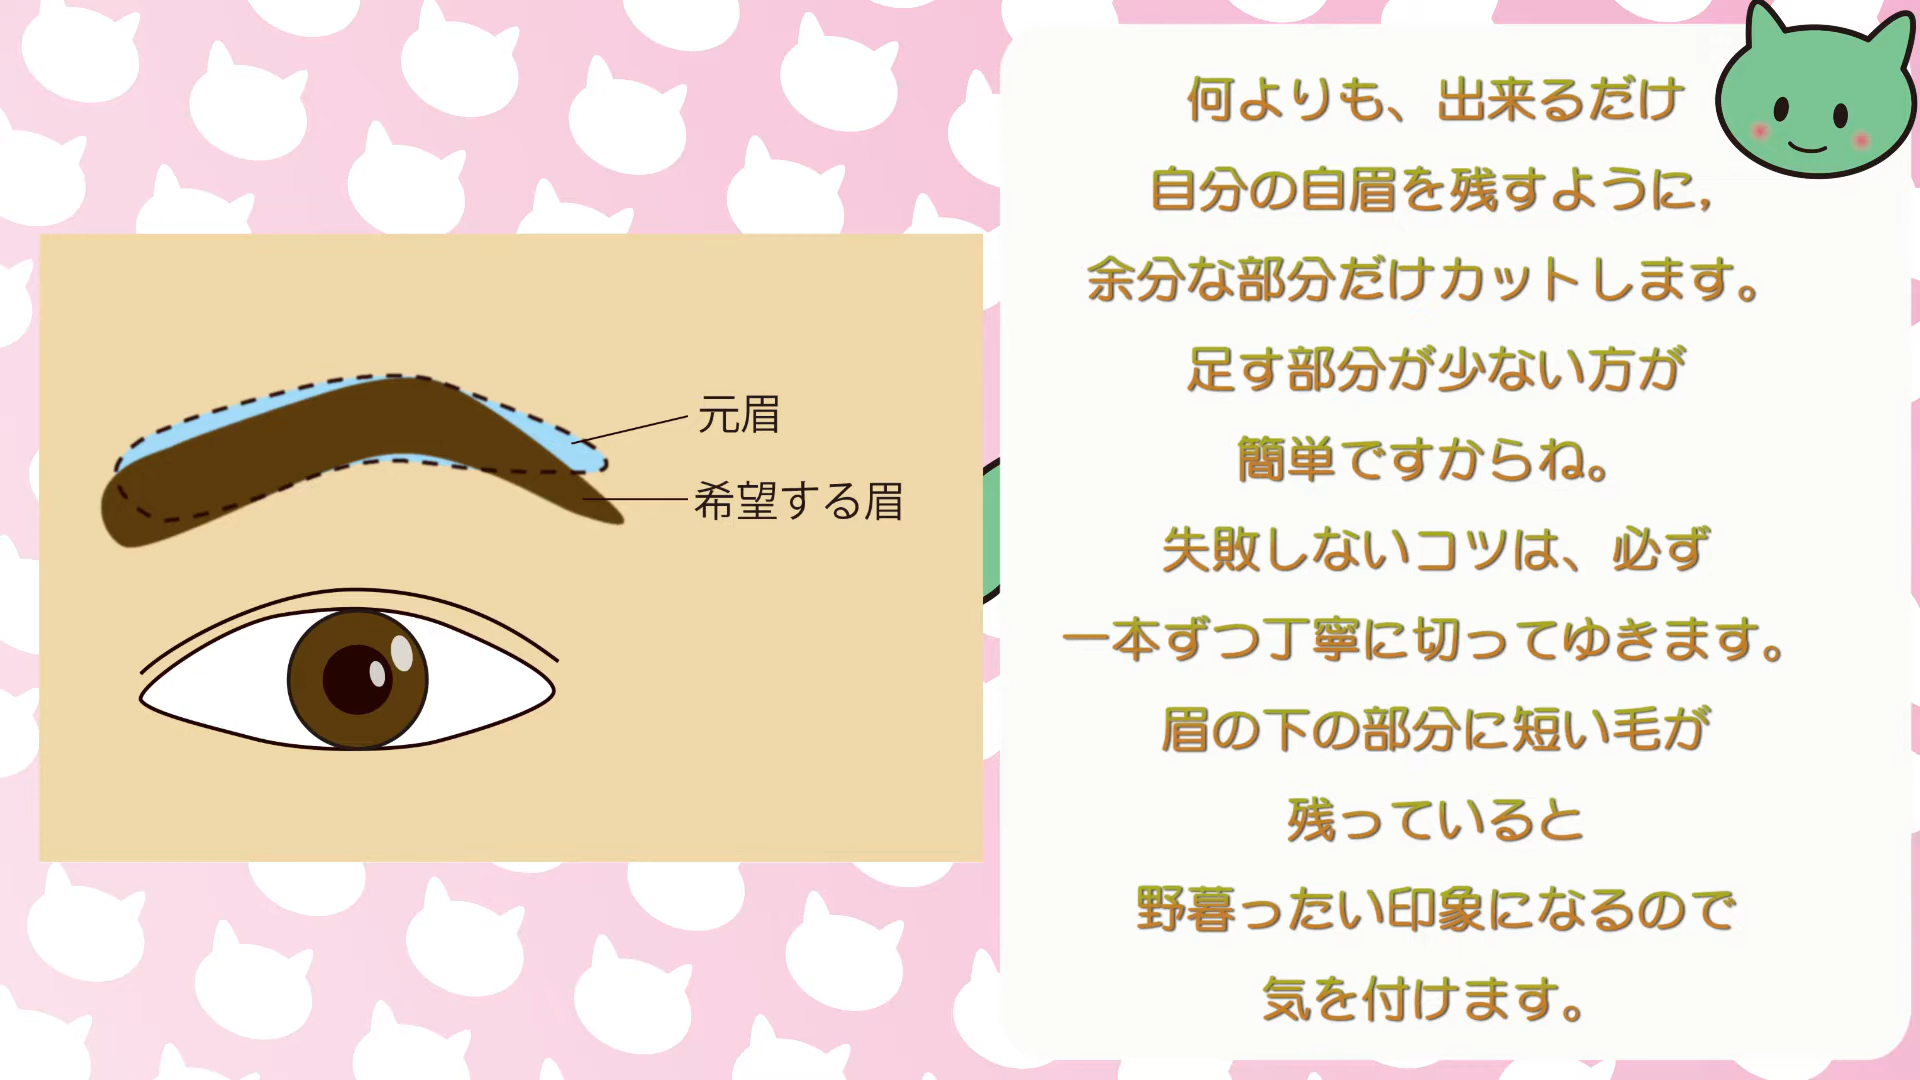 元眉
希望する眉
何よりも、出来るだけ
自分の自眉を残すように,
余分な部分だけカットします。
足す部分が少ない方が
簡単ですからね。
失敗しないコツは、必ず
一本ずつ丁寧に切ってゆきます。
眉の下の部分に短い毛が
残っていると
野暮ったい印象になるので
気を付けます。